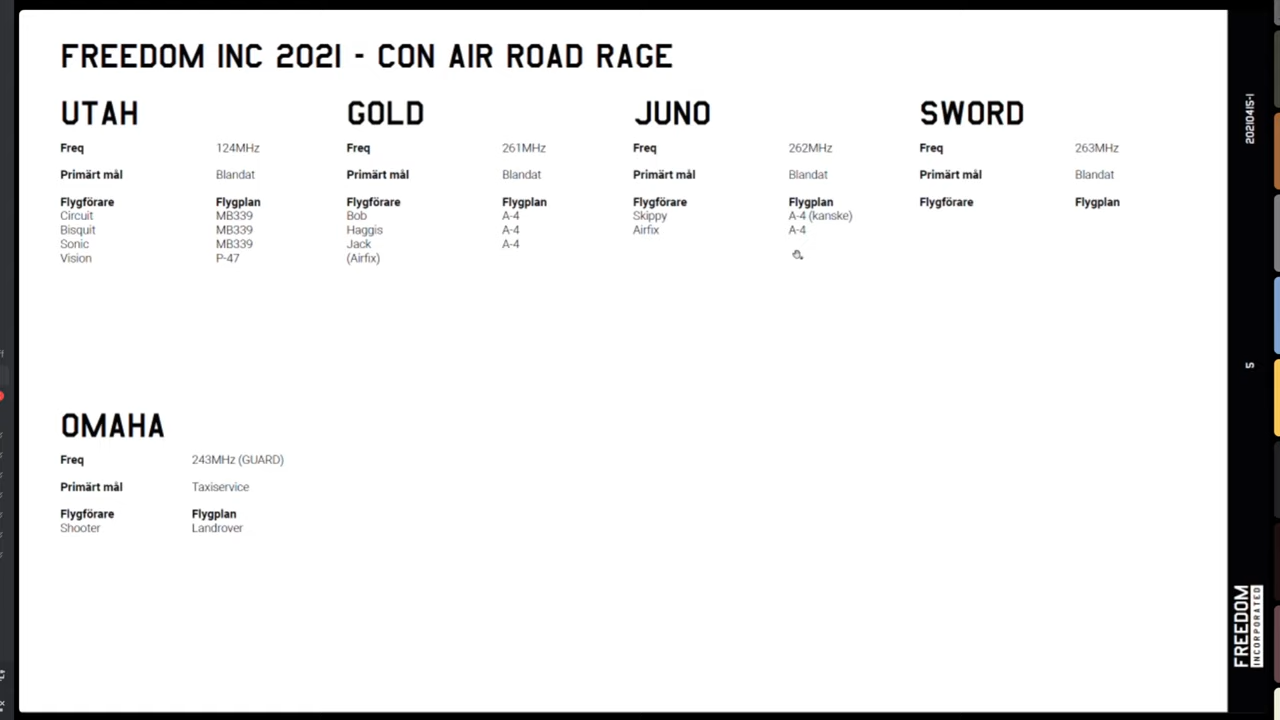 FREEDOM INC 2021 - CON AIR ROAD RAGE
UTAH
Freq 124MHz
Primärt mål Blandat
Flygförare Flygplan
Circuit MB339
Bisquit MB339
Sonic MB339
Vision P-47
GOLD
Freq 261MHz
Primärt mål Blandat
Flygförare Flygplan
Bob A-4
Haggis A-4
Jack A-4
(Airfix)
JUNO
Freq 262MHz
Primärt mål Blandat
Flygförare Flygplan
Skippy A-4 (kanske)
Airfix A-4
SWORD
Freq 263MHz
Primärt mål Blandat
Flygförare Flygplan
OMAHA
Freq 243MHz (GUARD)
Primärt mål Taxiservice
Flygförare Flygplan
Shooter Landrover
20210415-1
5
FREEDOM
INCORPORATED